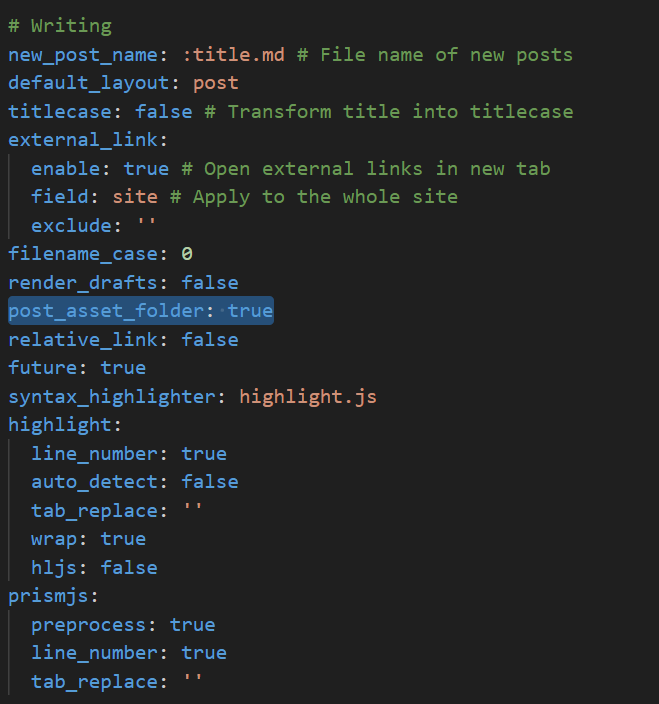 # Writing
new_post_name: :title.md # File name of new posts
default_layout: post
titlecase: false # Transform title into titlecase
external_link:
  enable: true # Open external links in new tab
  field: site # Apply to the whole site
  exclude: ''
filename_case: 0
render_drafts: false
post_asset_folder: true
relative_link: false
future: true
syntax_highlighter: highlight.js
highlight:
  line_number: true
  auto_detect: false
  tab_replace: ''
  wrap: true
  hljs: false
prismjs:
  preprocess: true
  line_number: true
  tab_replace: ''